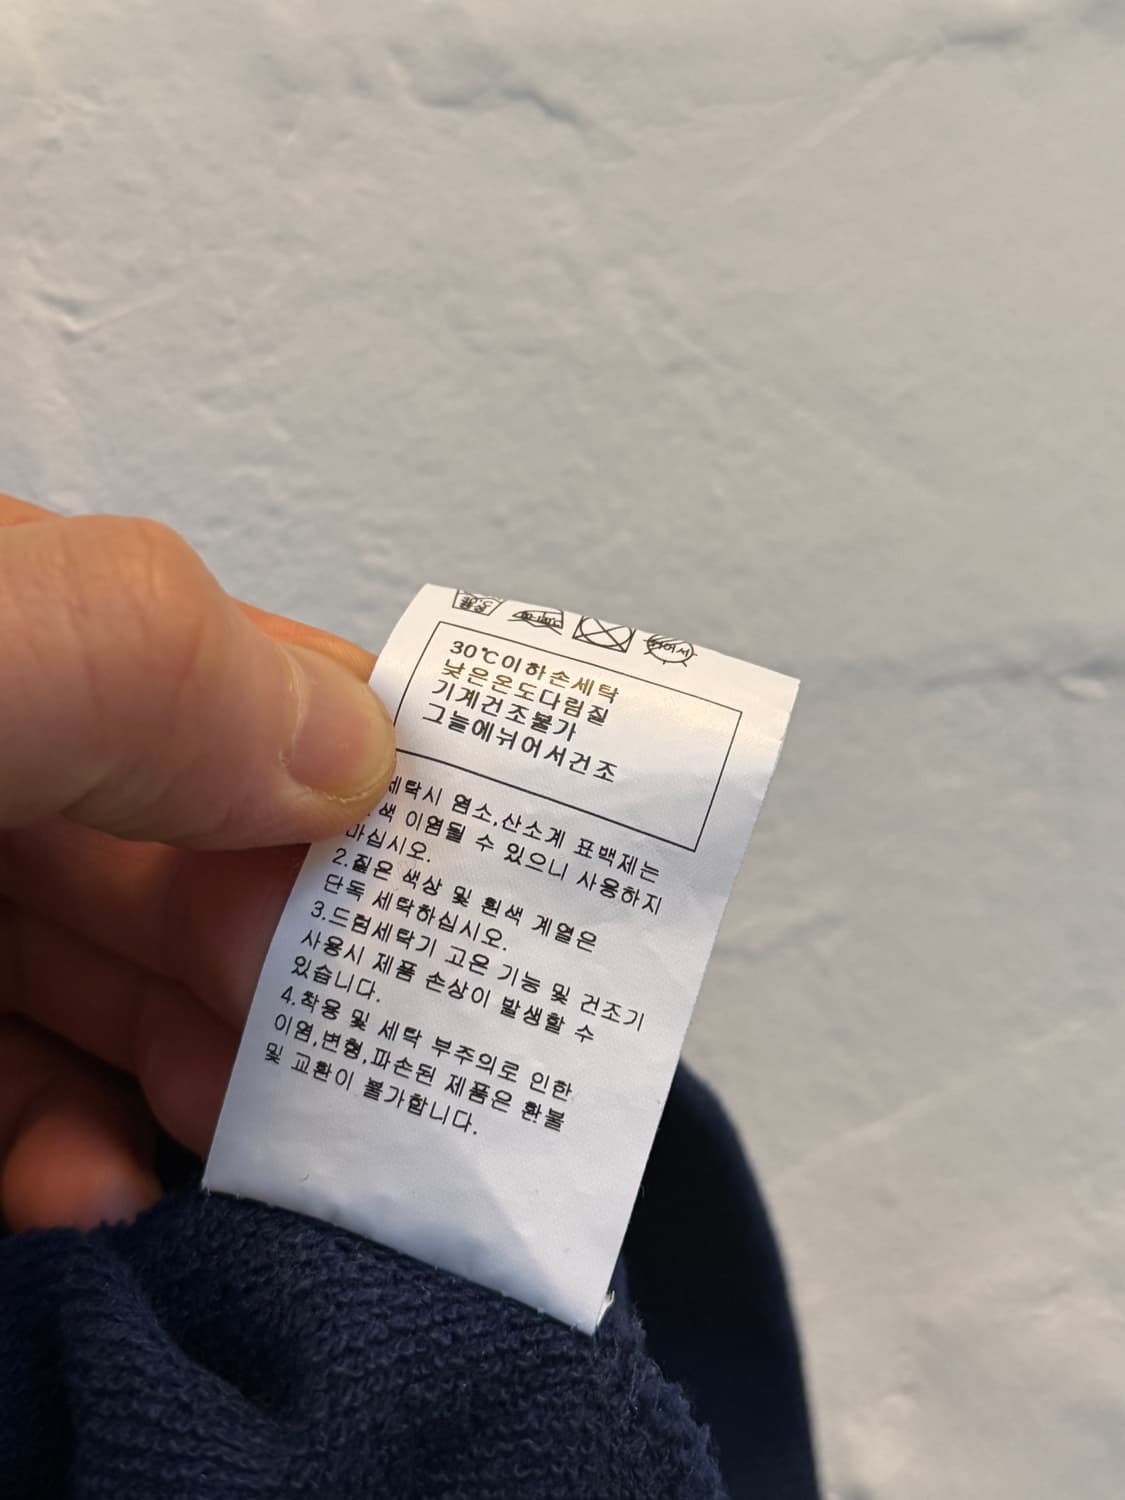 30℃이하손세탁
낮은온도다림질
기계건조불가
그늘에뉘어서건조
세탁시 염소,산소계 표백제는
색 이염될 수 있으니 사용하지
마십시오.
2.짙은 색상 및 흰색 계열은
단독 세탁하십시오.
3.드럼세탁기 고온 기능 및 건조기
사용시 제품 손상이 발생할 수
있습니다.
4.착용 및 세탁 부주의로 인한
이염,변형,파손된 제품은 환불
및 교환이 불가합니다.